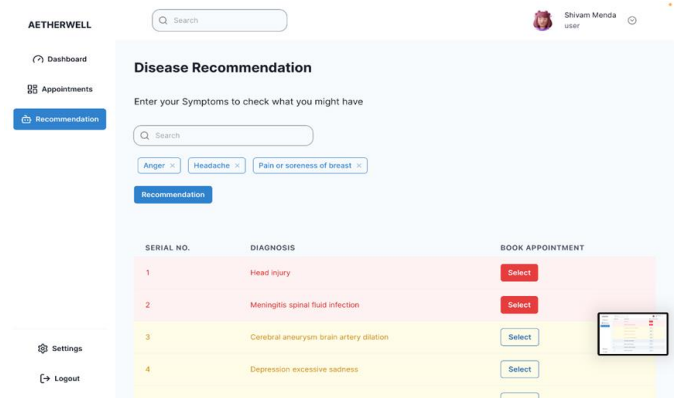 AETHERWELL
Search
Shivam Menda
user
Dashboard
Appointments
Recommendation
Disease Recommendation
Enter your Symptoms to check what you might have
Search
Anger ×
Headache ×
Pain or soreness of breast ×
Recommendation
SERIAL NO. DIAGNOSIS BOOK APPOINTMENT
1 Head injury Select
2 Meningitis spinal fluid infection Select
3 Cerebral aneurysm brain artery dilation Select
4 Depression excessive sadness Select
Settings
Logout